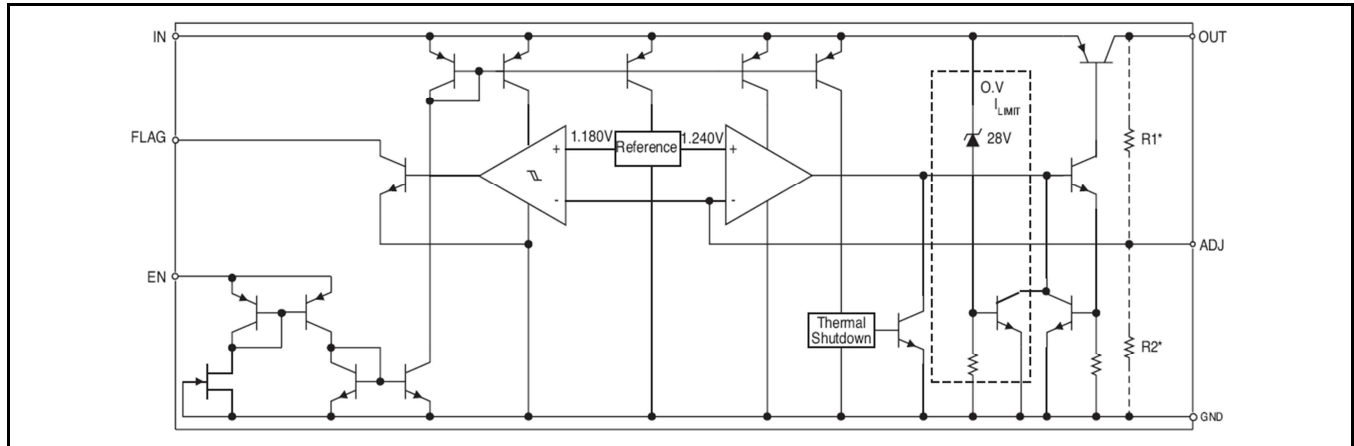 IN
OUT
O.V
ILIMIT
FLAG
1.180V
Reference
1.240V
28V
R1*
+
+
-
-
ADJ
EN
Thermal
Shutdown
R2*
GND